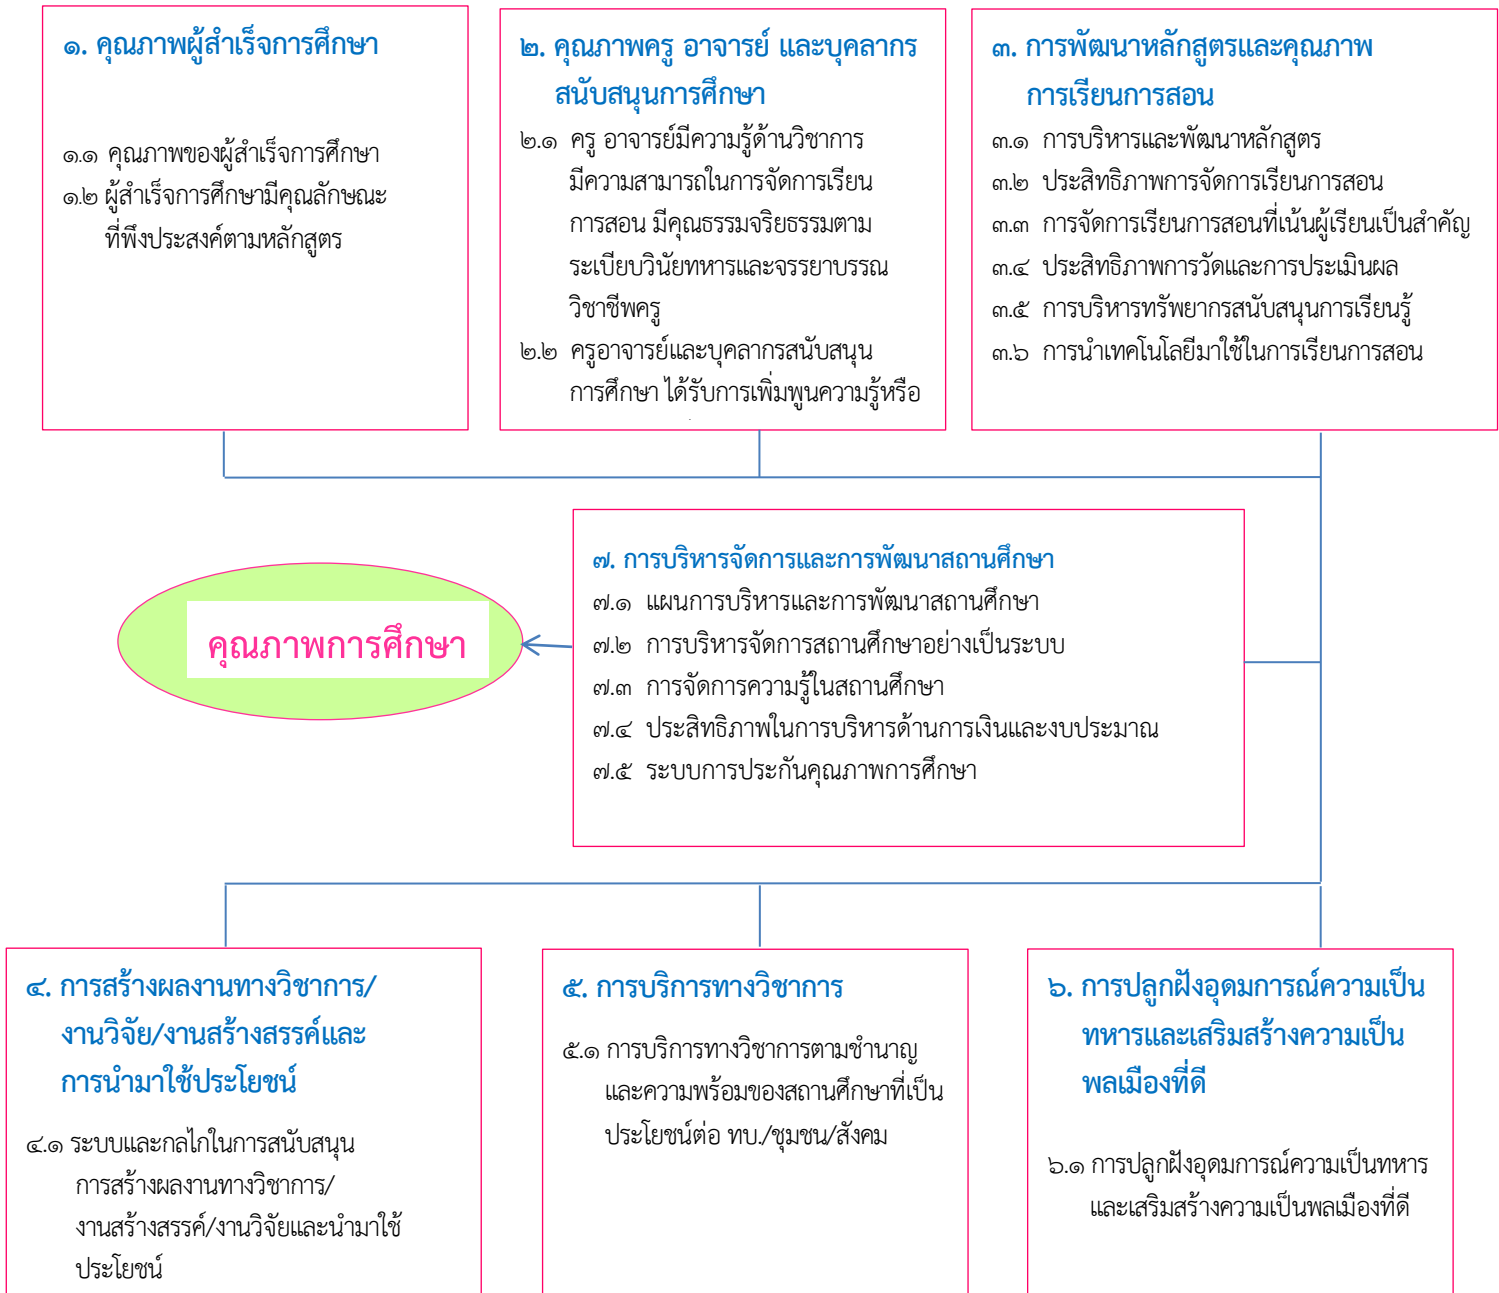 ๑. คุณภาพผู้สำเร็จการศึกษา
๑.๑ คุณภาพของผู้สำเร็จการศึกษา
๑.๒ ผู้สำเร็จการศึกษามีคุณลักษณะ
ที่พึงประสงค์ตามหลักสูตร
๒. คุณภาพครู อาจารย์ และบุคลากร
สนับสนุนการศึกษา
๒.๑ ครู อาจารย์มีความรู้ด้านวิชาการ
มีความสามารถในการจัดการเรียน
การสอน มีคุณธรรมจริยธรรมตาม
ระเบียบวินัยทหารและจรรยาบรรณ
วิชาชีพครู
๒.๒ ครูอาจารย์และบุคลากรสนับสนุน
การศึกษา ได้รับการเพิ่มพูนความรู้หรือ
๓. การพัฒนาหลักสูตรและคุณภาพ
การเรียนการสอน
๓.๑ การบริหารและพัฒนาหลักสูตร
๓.๒ ประสิทธิภาพการจัดการเรียนการสอน
๓.๓ การจัดการเรียนการสอนที่เน้นผู้เรียนเป็นสำคัญ
๓.๔ ประสิทธิภาพการวัดและการประเมินผล
๓.๕ การบริหารทรัพยากรสนับสนุนการเรียนรู้
๓.๖ การนำเทคโนโลยีมาใช้ในการเรียนการสอน
คุณภาพการศึกษา
๗. การบริหารจัดการและการพัฒนาสถานศึกษา
๗.๑ แผนการบริหารและการพัฒนาสถานศึกษา
๗.๒ การบริหารจัดการสถานศึกษาอย่างเป็นระบบ
๗.๓ การจัดการความรู้ในสถานศึกษา
๗.๔ ประสิทธิภาพในการบริหารด้านการเงินและงบประมาณ
๗.๕ ระบบการประกันคุณภาพการศึกษา
๔. การสร้างผลงานทางวิชาการ/
งานวิจัย/งานสร้างสรรค์และ
การนำมาใช้ประโยชน์
๔.๑ ระบบและกลไกในการสนับสนุน
การสร้างผลงานทางวิชาการ/
งานสร้างสรรค์/งานวิจัยและนำมาใช้
ประโยชน์
๕. การบริการทางวิชาการ
๕.๑ การบริการทางวิชาการตามชำนาญ
และความพร้อมของสถานศึกษาที่เป็น
ประโยชน์ต่อ ทบ./ชุมชน/สังคม
๖. การปลูกฝังอุดมการณ์ความเป็น
ทหารและเสริมสร้างความเป็น
พลเมืองที่ดี
๖.๑ การปลูกฝังอุดมการณ์ความเป็นทหาร
และเสริมสร้างความเป็นพลเมืองที่ดี